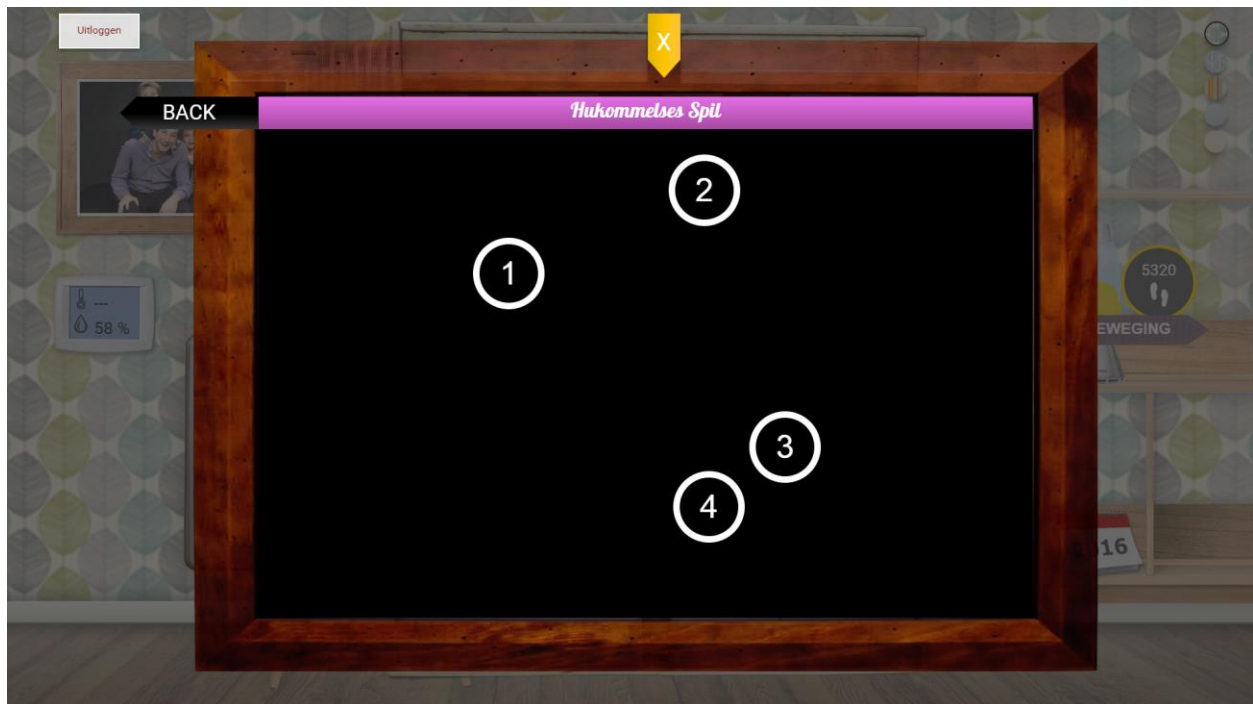 Uitloggen
X
BACK
Hukommelses Spil
2
1
5320
58 %
EWEGING
3
4
16